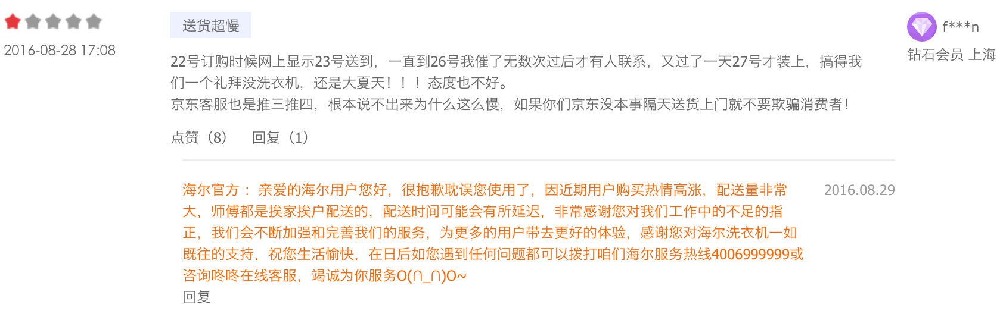 送货超慢
f***n
2016-08-28 17:08
钻石会员 上海
22号订购时候网上显示23号送到，一直到26号我催了无数次过后才有人联系，又过了一天27号才装上，搞得我
们一个礼拜没洗衣机，还是大夏天！！！态度也不好。
京东客服也是推三推四，根本说不出来为什么这么慢，如果你们京东没本事隔天送货上门就不要欺骗消费者！
点赞（8） 回复（1）
海尔官方 ：亲爱的海尔用户您好，很抱歉耽误您使用了，因近期用户购买热情高涨，配送量非常
2016.08.29
大，师傅都是挨家挨户配送的，配送时间可能会有所延迟，非常感谢您对我们工作中的不足的指
正，我们会不断加强和完善我们的服务，为更多的用户带去更好的体验，感谢您对海尔洗衣机一如
既往的支持，祝您生活愉快，在日后如您遇到任何问题都可以拨打咱们海尔服务热线4006999999或
咨询咚咚在线客服，竭诚为你服务O(∩_∩)O~
回复